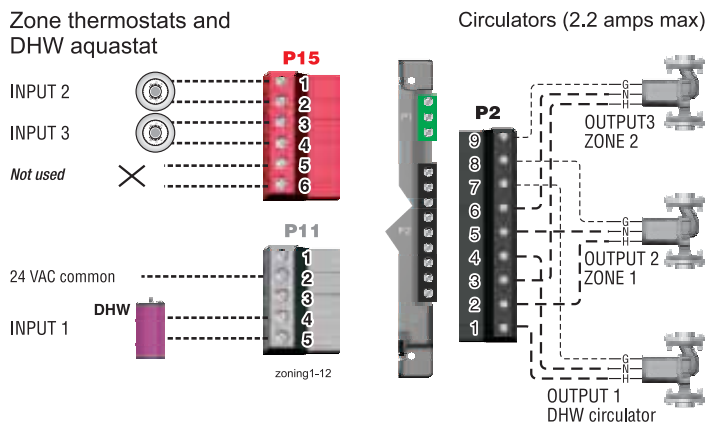 Zone thermostats and
DHW aquastat
Circulators (2.2 amps max)
P15
INPUT 2
1
2
INPUT 3
3
4
Not used
5
6
P11
1
24 VAC common
2
3
DHW
INPUT 1
4
5
zoning1-12
P1
P2
P2
9
8
7
6
5
4
3
2
1
G
N
H
OUTPUT3
ZONE 2
G
N
H
OUTPUT 2
ZONE 1
G
N
H
OUTPUT 1
DHW circulator